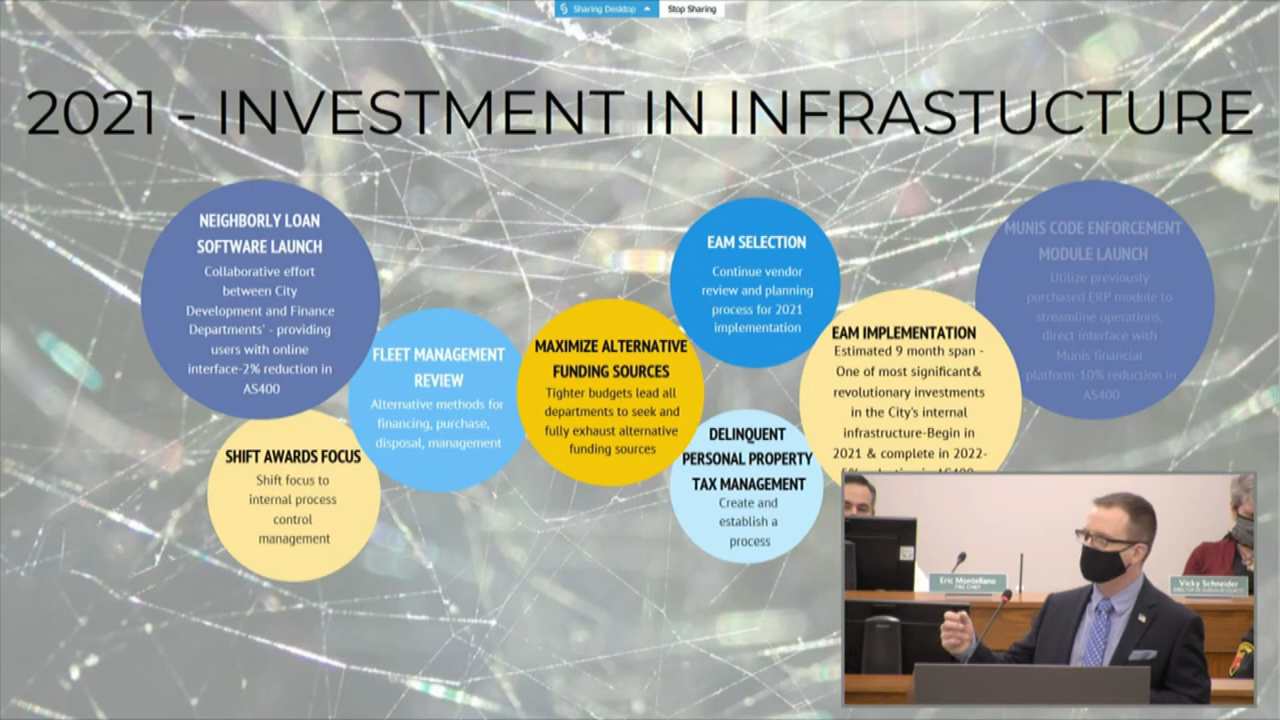 Sharing Desktop
Stop Sharing
2021 - INVESTMENT IN INFRASTUCTURE
NEIGHBORLY LOAN
SOFTWARE LAUNCH
Collaborative effort
between City
Development and Finance
Departments' - providing
users with online
interface-2% reduction in
AS400
SHIFT AWARDS FOCUS
Shift focus to
internal process
control
management
FLEET MANAGEMENT
REVIEW
Alternative methods for
financing, purchase,
disposal, management
MAXIMIZE ALTERNATIVE
FUNDING SOURCES
Tighter budgets lead all
departments to seek and
fully exhaust alternative
funding sources
EAM SELECTION
Continue vendor
review and planning
process for 2021
implementation
DELINQUENT
PERSONAL PROPERTY
TAX MANAGEMENT
Create and
establish a
process
EAM IMPLEMENTATION
Estimated 9 month span -
One of most significant&
revolutionary investments
in the City's internal
infrastructure-Begin in
2021 & complete in 2022-
MUNIS CODE ENFORCEMENT
MODULE LAUNCH
Utilize previously
purchased ERP module to
streamline operations,
direct interface with
Munis financial
platform-10% reduction in
AS400
Eric Montellano
FIRE CHIEF
Vicky Schneider
DIRECTOR OF HUMAN RESOURCES